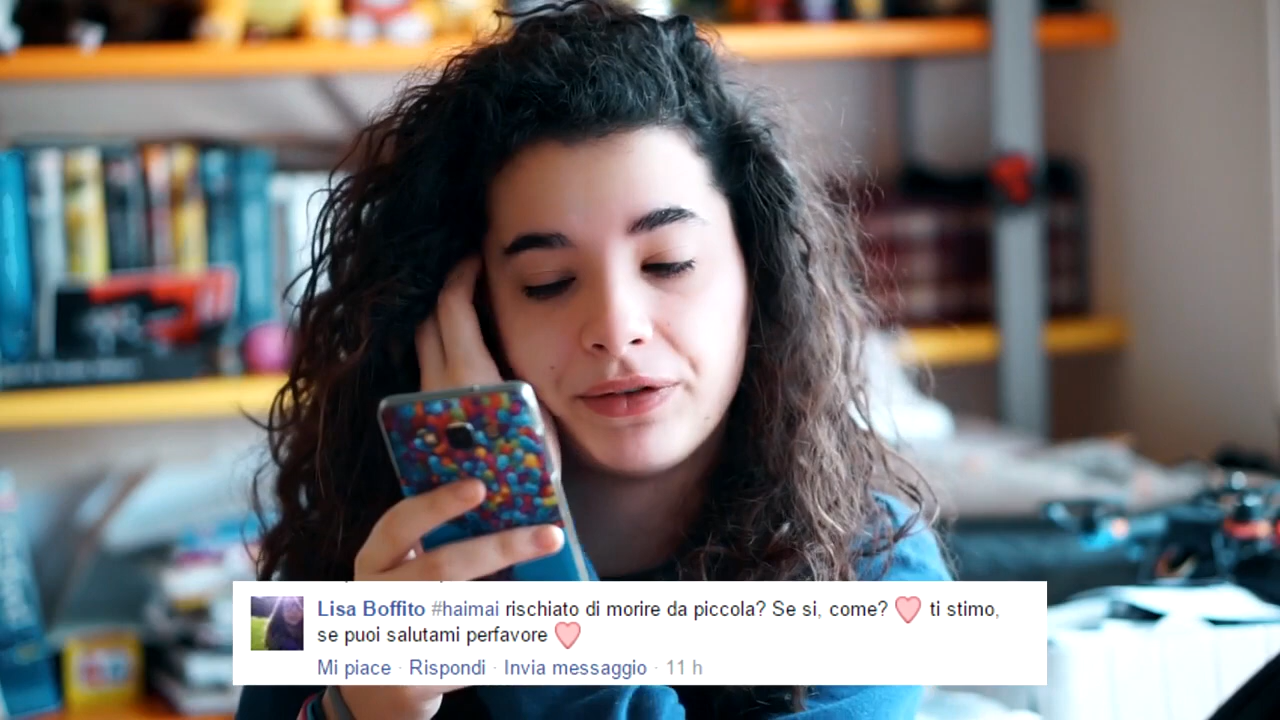 Lisa Boffito #haimai rischiato di morire da piccola? Se si, come? ti stimo,
se puoi salutami perfavore
Mi piace · Rispondi · Invia messaggio · 11 h